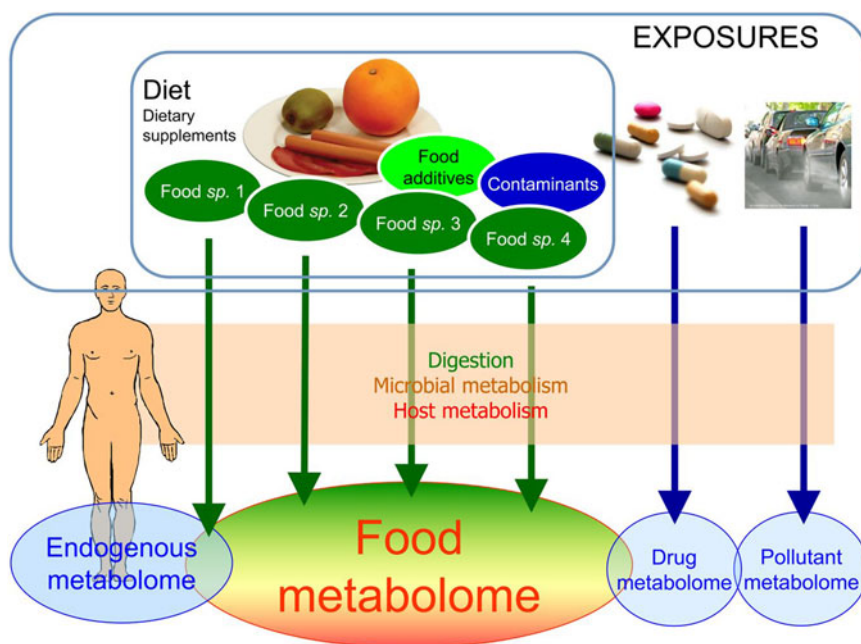 EXPOSURES
Diet
Dietary
supplements
Food
additives
Contaminants
Food sp. 1
Food sp. 2
Food sp. 3
Food sp. 4
Digestion
Microbial metabolism
Host metabolism
Endogenous
metabolome
Food
metabolome
Drug
metabolome
Pollutant
metabolome